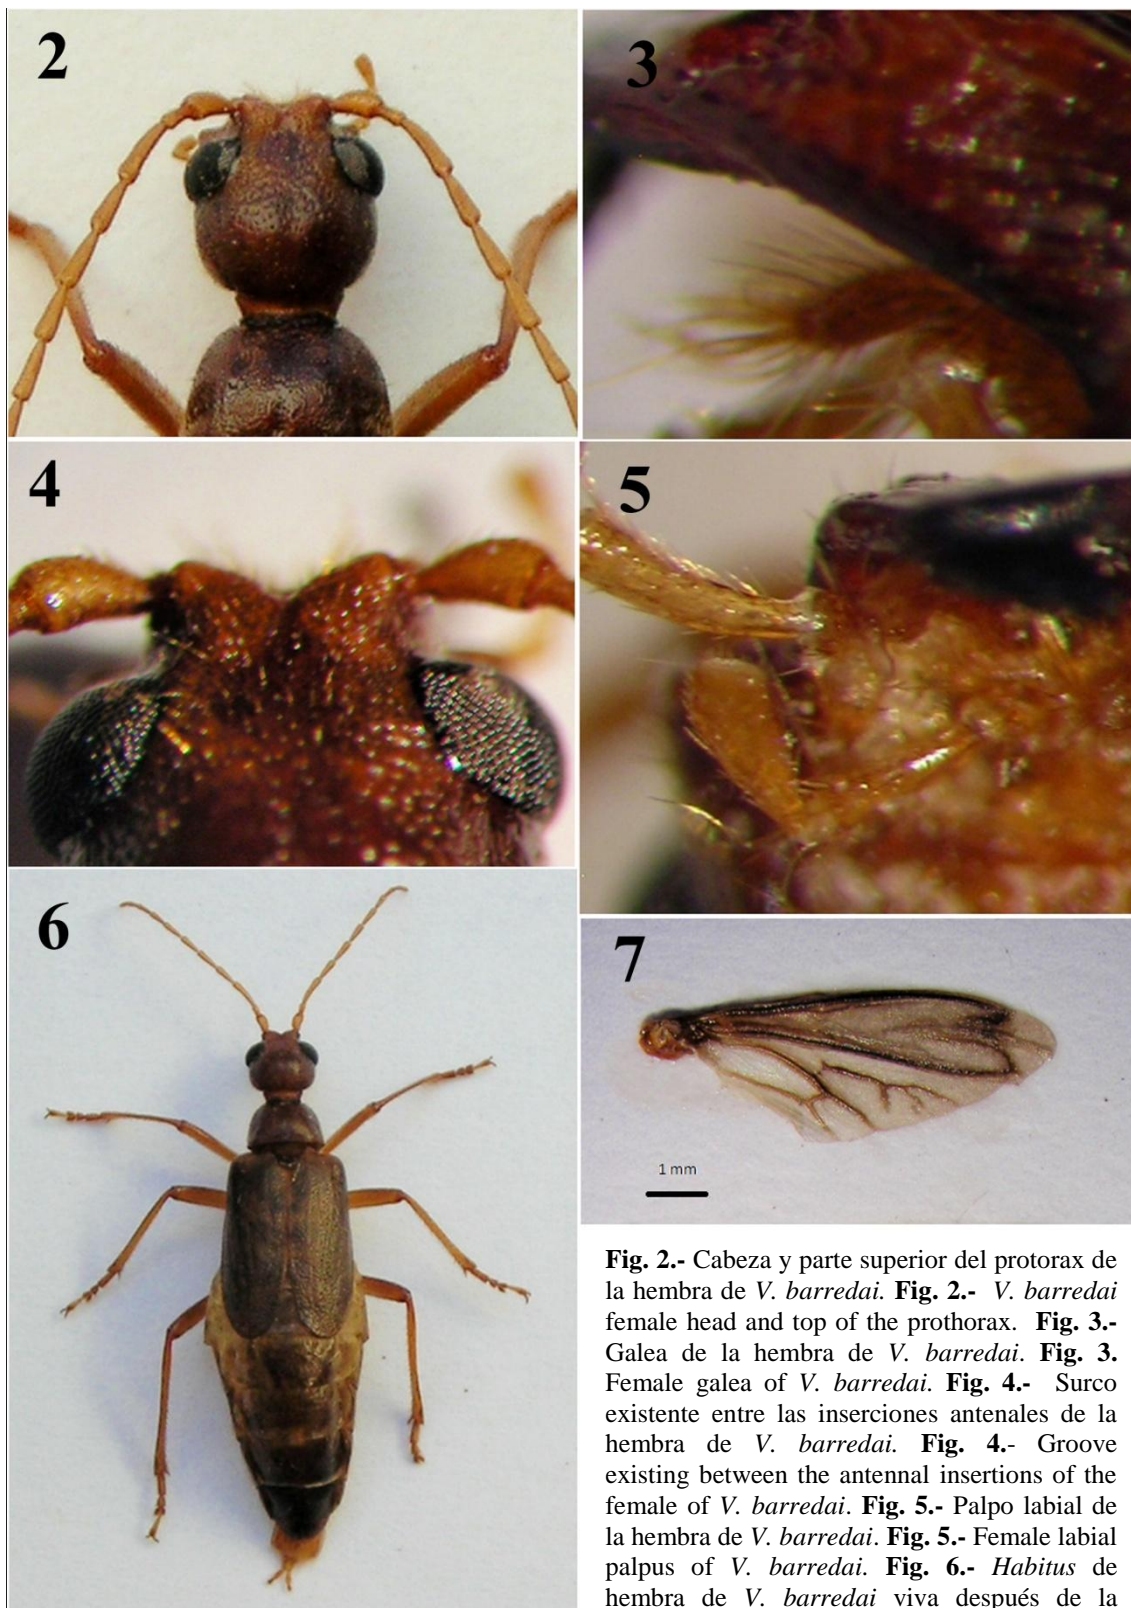 2
3
4
5
6
7
1 mm
Fig. 2.- Cabeza y parte superior del protorax de
la hembra de V. barredai. Fig. 2.- V. barredai
female head and top of the prothorax. Fig. 3.-
Galea de la hembra de V. barredai. Fig. 3.
Female galea of V. barredai. Fig. 4.- Surco
existente entre las inserciones antenales de la
hembra de V. barredai. Fig. 4.- Groove
existing between the antennal insertions of the
female of V. barredai. Fig. 5.- Palpo labial de
la hembra de V. barredai. Fig. 5.- Female labial
palpus of V. barredai. Fig. 6.- Habitus de
hembra de V. barredai viva después de la